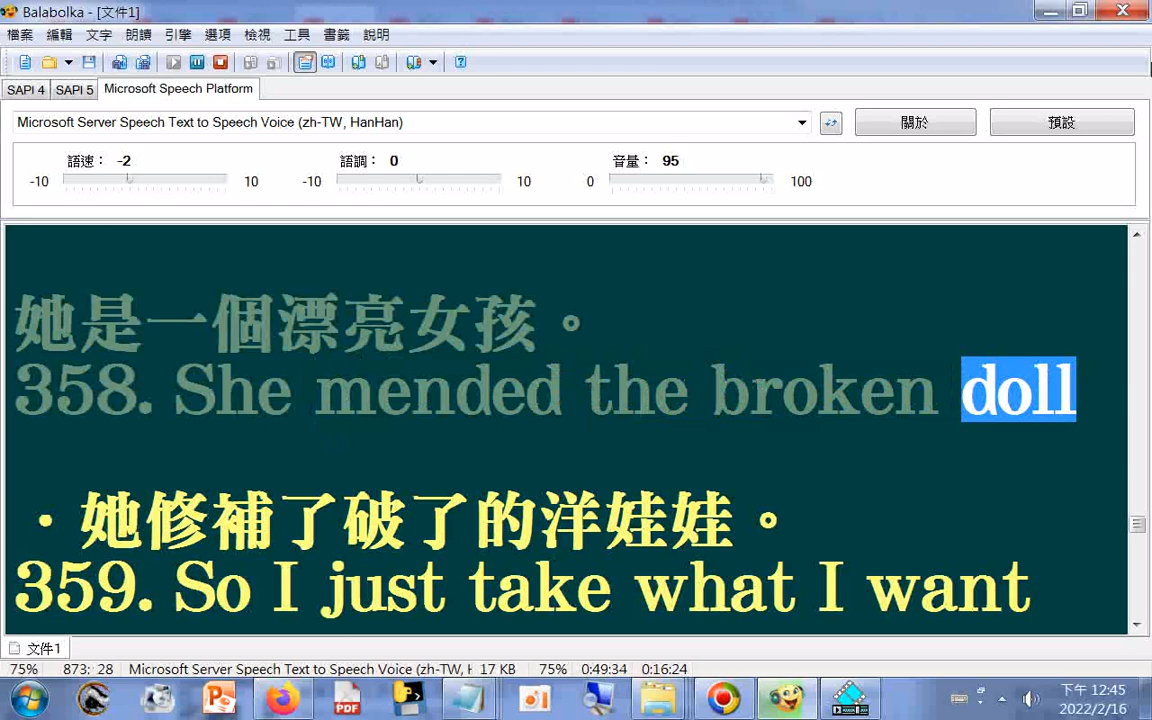 Balabolka - [文件1]
檔案 編輯 文字 朗讀 引擎 選項 檢視 工具 書籤 說明
SAPI 4 SAPI 5 Microsoft Speech Platform
Microsoft Server Speech Text to Speech Voice (zh-TW, HanHan) 關於 預設
語速： -2 語調： 0 音量： 95
-10 10 -10 10 0 100
她是一個漂亮女孩。
358. She mended the broken doll
・她修補了破了的洋娃娃。
359. So I just take what I want
文件1
75% 873: 28 Microsoft Server Speech Text to Speech Voice (zh-TW, H 17 KB 75% 0:49:34 0:16:24
PDF
下午 12:45
2022/2/16